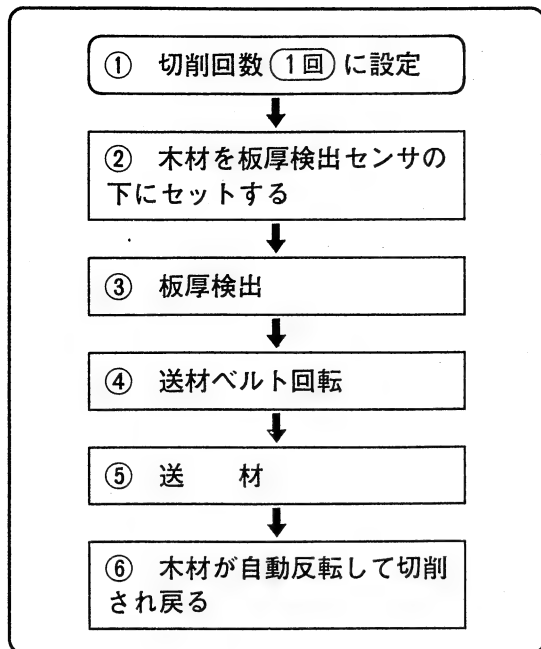 ① 切削回数 1回 に設定
② 木材を板厚検出センサの
下にセットする
③ 板厚検出
④ 送材ベルト回転
⑤ 送　　材
⑥ 木材が自動反転して切削
され戻る